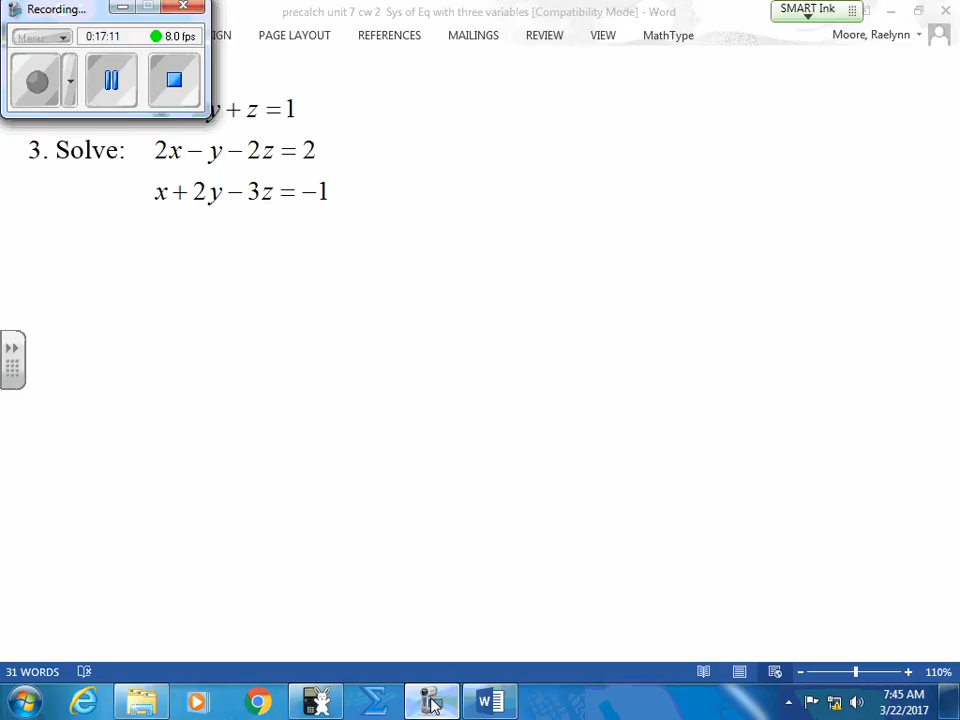 Recording...
precalch unit 7 cw 2 Sys of Eq with three variables [Compatibility Mode] - Word
SMART Ink
Menu
0:17:11
8.0 fps
IGN
PAGE LAYOUT
REFERENCES
MAILINGS
REVIEW
VIEW
MathType
Moore, Raelynn
y + z = 1
3. Solve: 2x − y − 2z = 2
x + 2y − 3z = −1
31 WORDS
110%
7:45 AM
3/22/2017